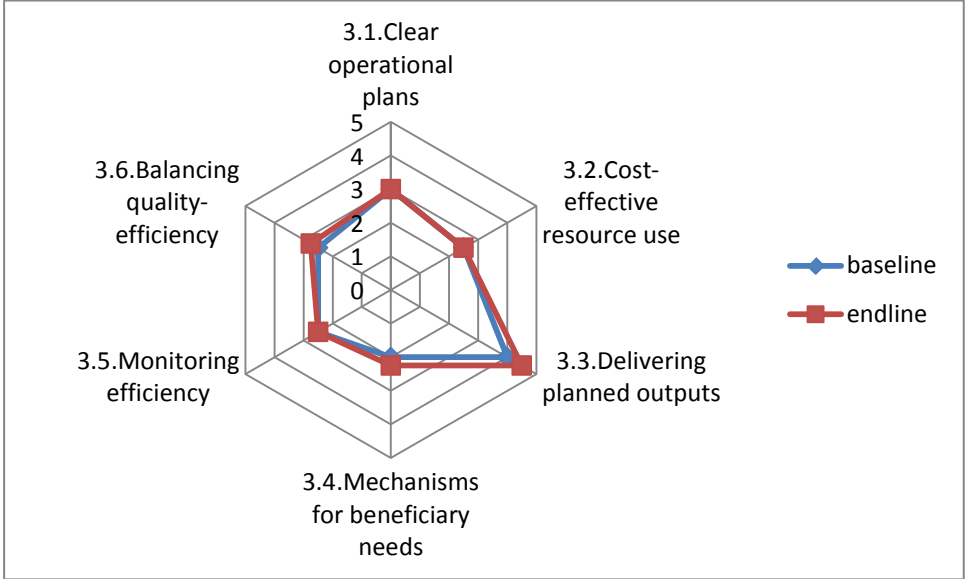 3.1.Clear
operational
plans
5
4
3
2
1
0
3.2.Cost-
effective
resource use
3.3.Delivering
planned outputs
3.4.Mechanisms
for beneficiary
needs
3.5.Monitoring
efficiency
3.6.Balancing
quality-
efficiency
baseline
endline